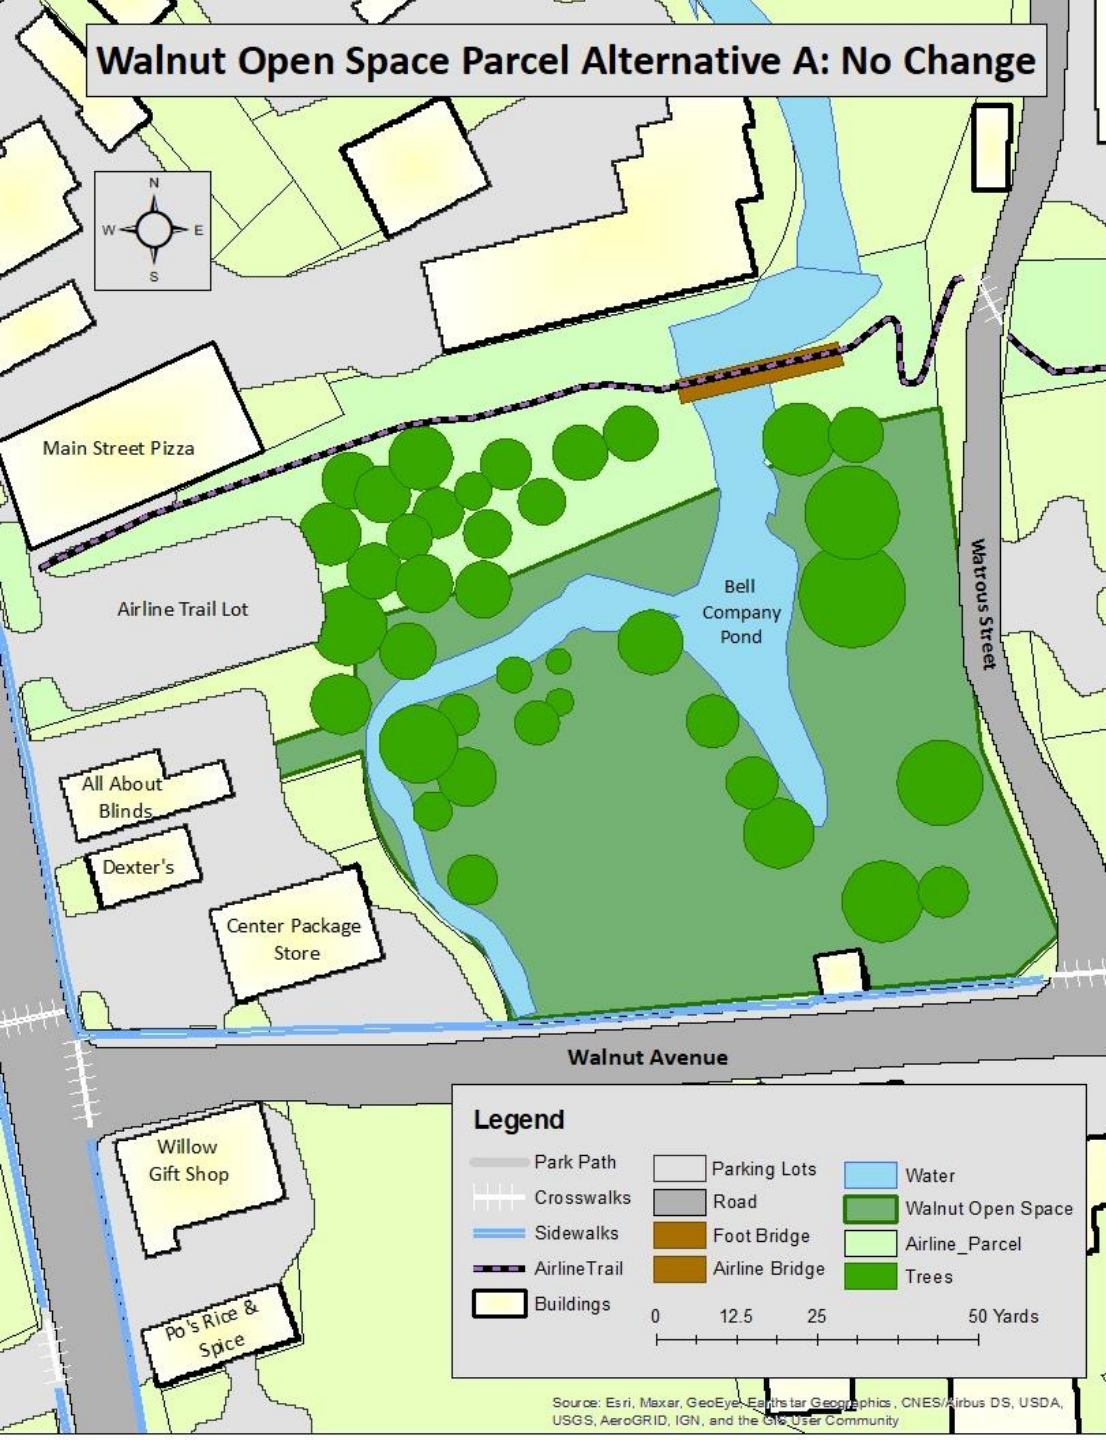 Walnut Open Space Parcel Alternative A: No Change
N
W E
S
Main Street Pizza
Airline Trail Lot
Bell
Company
Pond
Watrous Street
All About
Blinds
Dexter's
Center Package
Store
Walnut Avenue
Willow
Gift Shop
Po's Rice &
Spice
Legend
Park Path
Crosswalks
Sidewalks
AirlineTrail
Buildings
Parking Lots
Road
Foot Bridge
Airline Bridge
Water
Walnut Open Space
Airline_Parcel
Trees
0 12.5 25 50 Yards
Source: Esri, Maxar, GeoEye, Earthstar Geographics, CNES/Airbus DS, USDA,
USGS, AeroGRID, IGN, and the GIS User Community